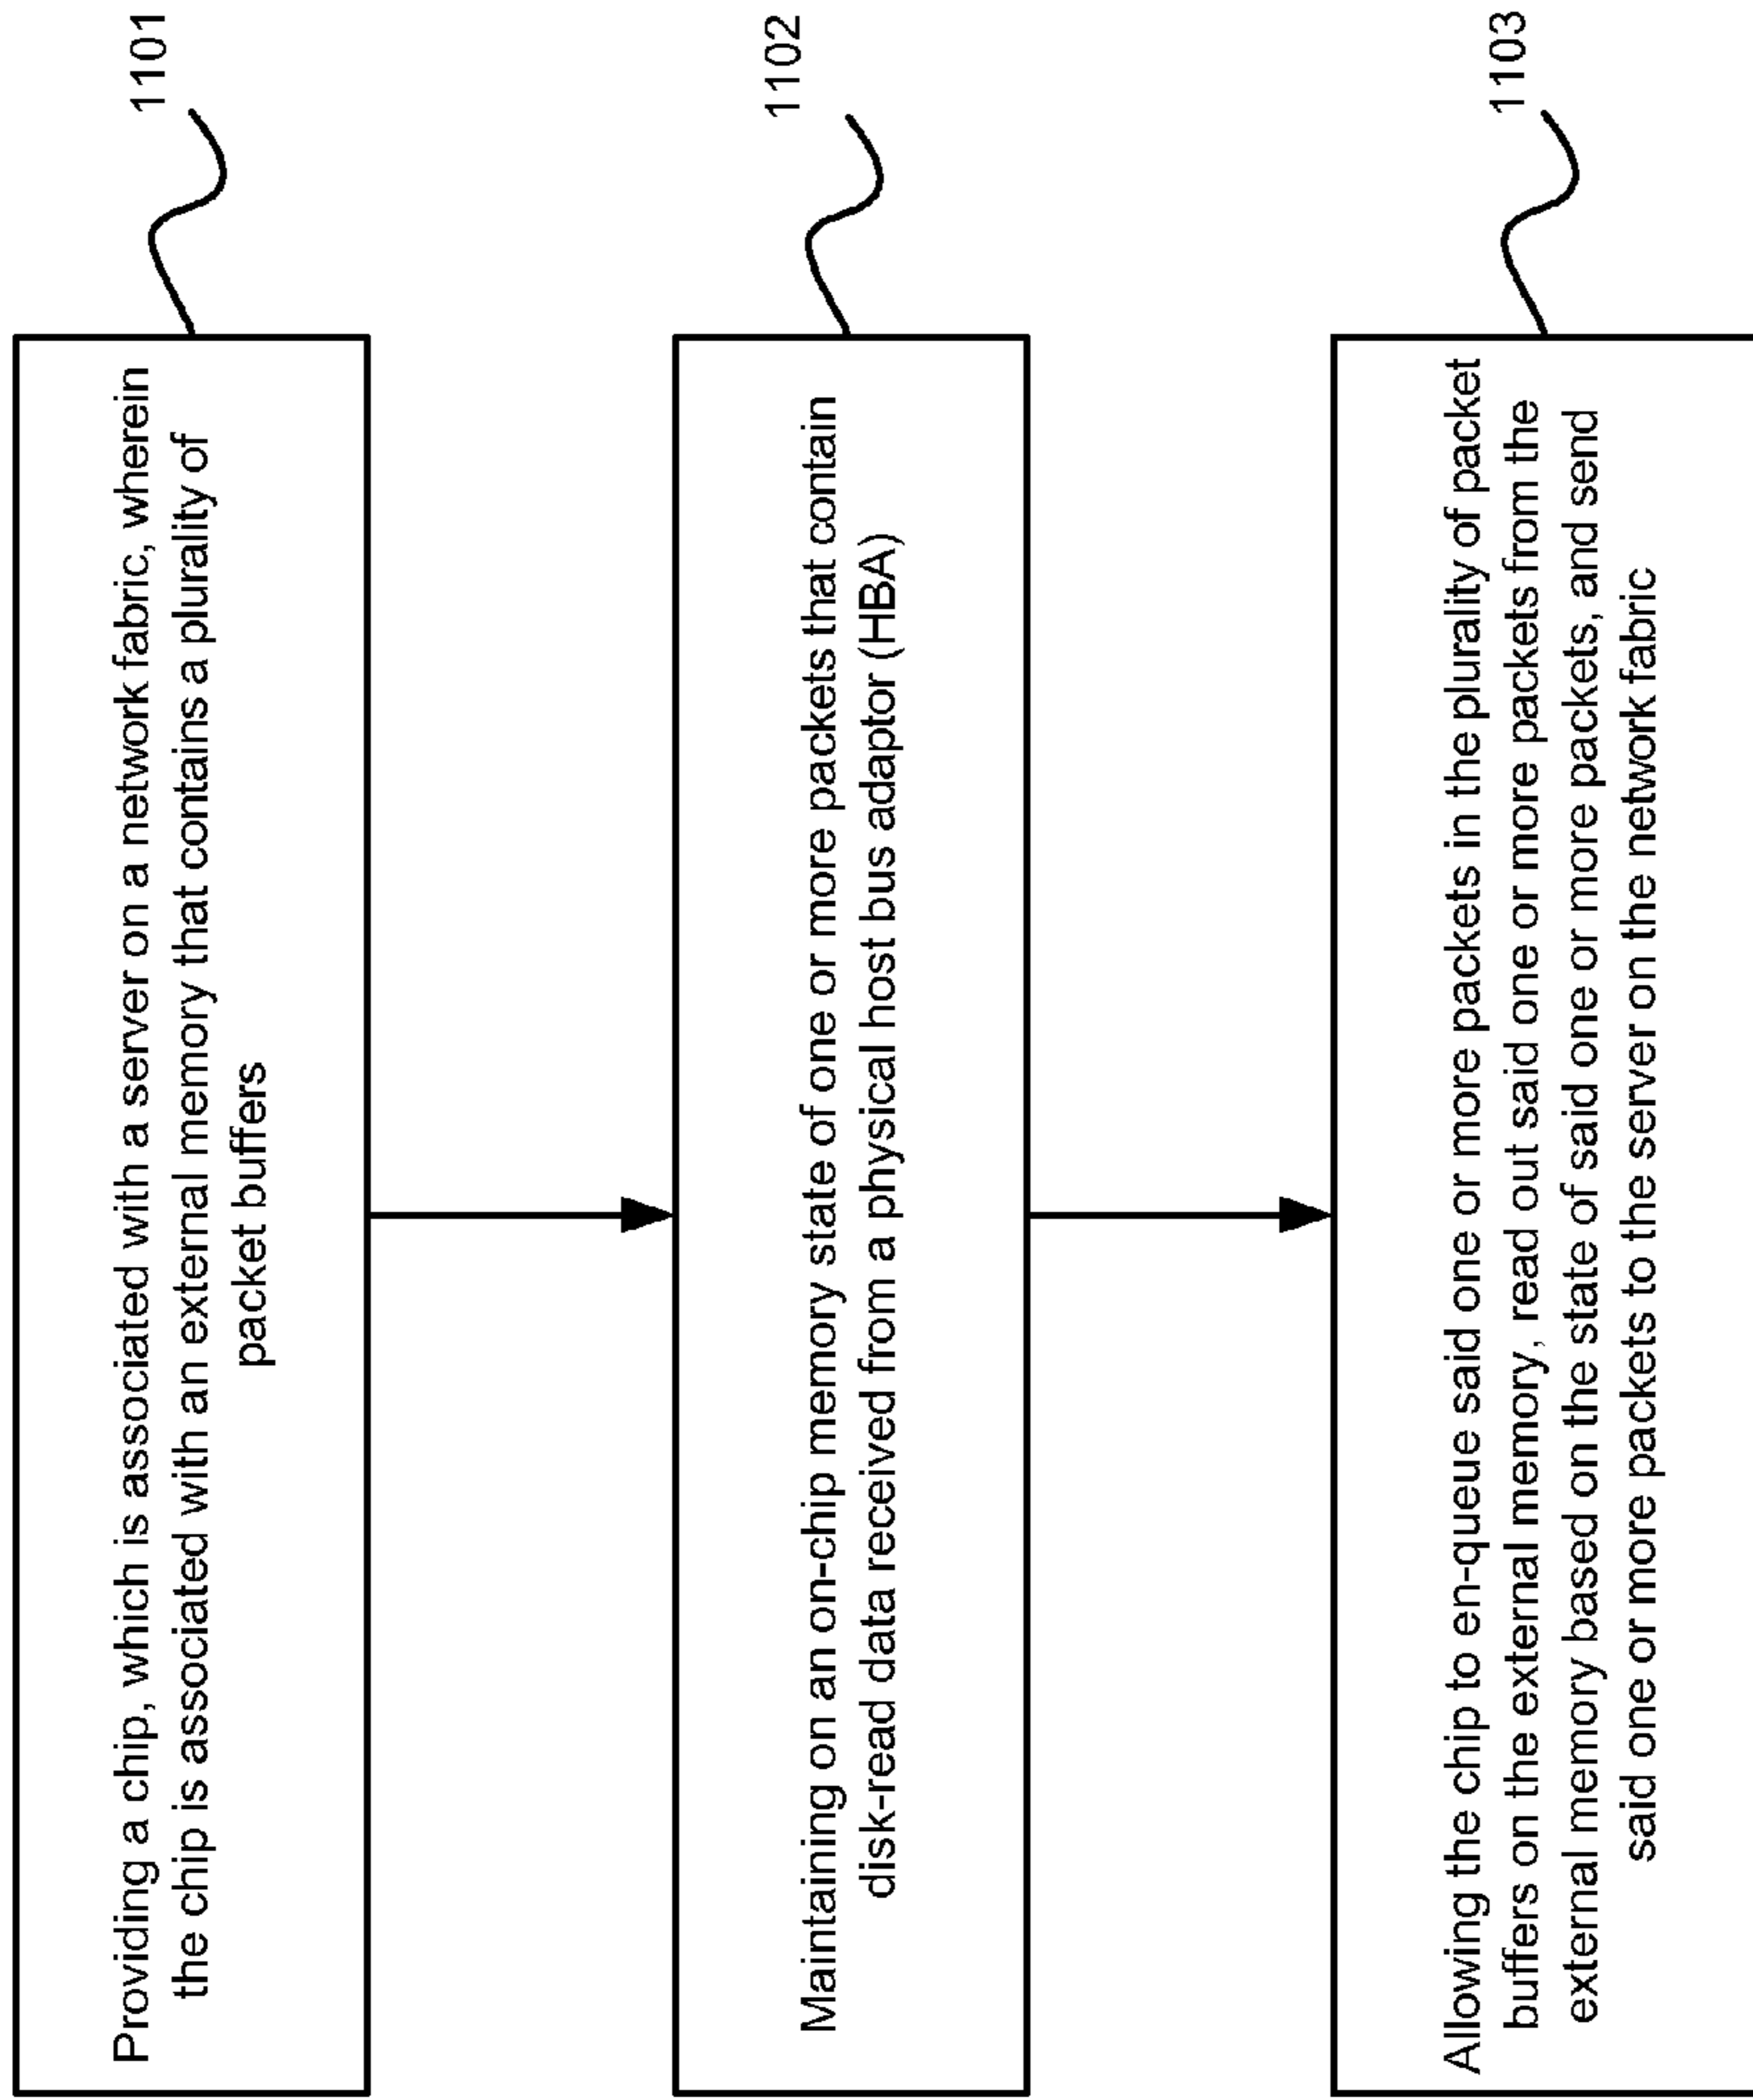 Providing a chip, which is associated with a server on a network fabric, wherein
the chip is associated with an external memory that contains a plurality of
packet buffers
1101
Maintaining on an on-chip memory state of one or more packets that contain
disk-read data received from a physical host bus adaptor (HBA)
1102
Allowing the chip to en-queue said one or more packets in the plurality of packet
buffers on the external memory, read out said one or more packets from the
external memory based on the state of said one or more packets, and send
said one or more packets to the server on the network fabric
1103